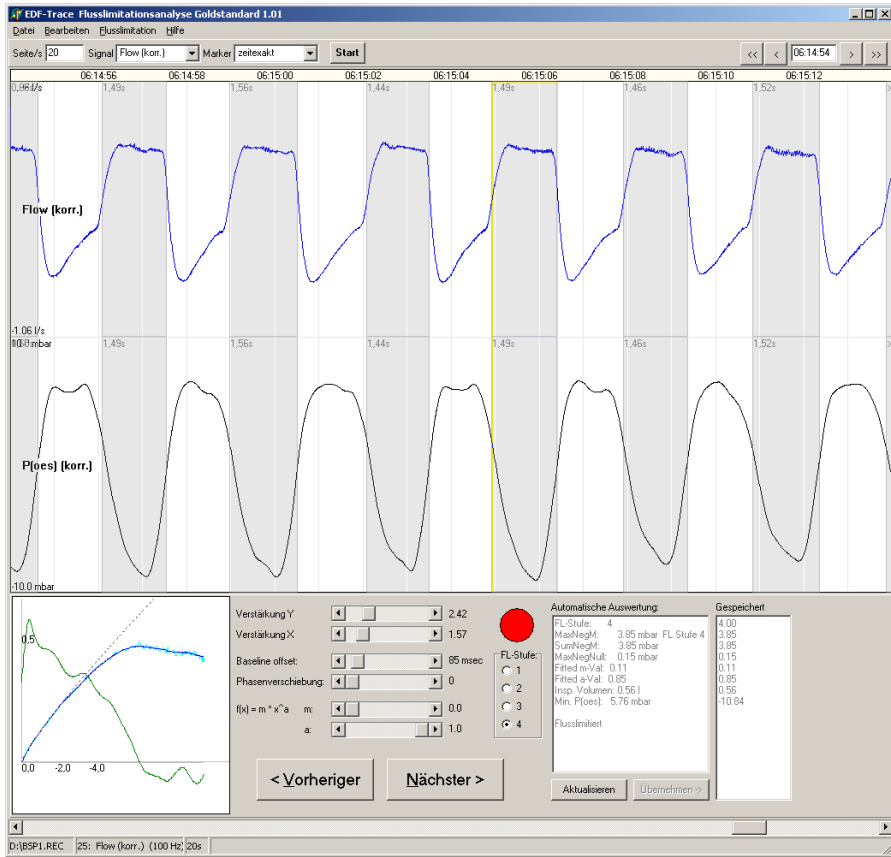 EDF-Trace Flusslimitationsanalyse Goldstandard 1.01
Datei Bearbeiten Flusslimitation Hilfe
Seite/s 20 Signal Flow (korr.) Marker zeitexakt Start << < 06:14:54 > >>
06:14:56 06:14:58 06:15:00 06:15:02 06:15:04 06:15:06 06:15:08 06:15:10 06:15:12
1,49s 1,56s 1,44s 1,49s 1,46s 1,52s
Flow (korr.)
-1.06 l/s
mbar 1,49s 1,56s 1,44s 1,49s 1,46s 1,52s
P(oes) (korr.)
-10.0 mbar
0,5
0,0 -2,0 -4,0
Verstärkung Y 2.42
Verstärkung X 1.57
Baseline offset: 85 msec
Phasenverschiebung: 0
f(x) = m * x^a m: 0.0
a: 1.0
< Vorheriger Nächster >
FL-Stufe:
1
2
3
4
Automatische Auswertung:
FL-Stufe: 4
MaxNegM: 3.85 mbar FL Stufe 4
SumNegM: 3.85 mbar
MaxNegNull: 0.15 mbar
Fitted m-Val: 0.11
Fitted a-Val: 0.85
Insp. Volumen: 0.56 l
Min. P(oes): 5.76 mbar
Flusslimitiert
Aktualisieren Übernehmen ->
Gespeichert
4.00
3.85
3.85
0.15
0.11
0.85
0.56
-10.84
D:\BSP1.REC 25: Flow (korr.) (100 Hz) 20s